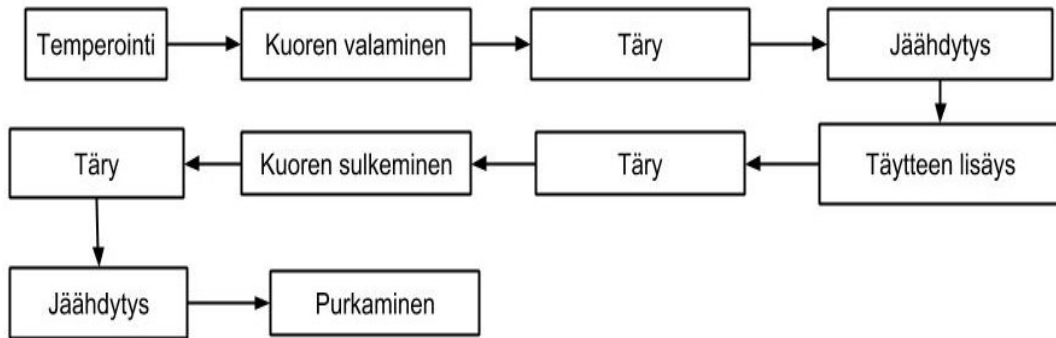 Temperointi
Kuoren valaminen
Täry
Jäähdytys
Täytteen lisäys
Täry
Kuoren sulkeminen
Täry
Jäähdytys
Purkaminen